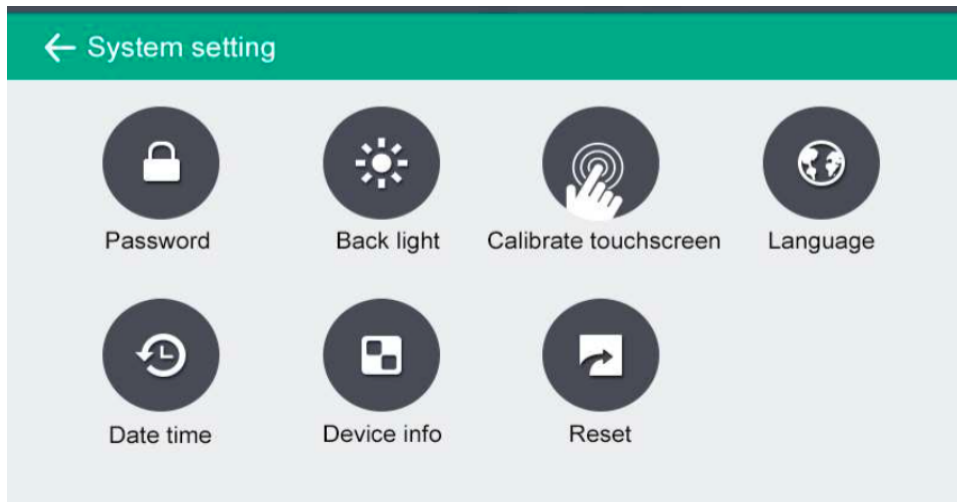 System setting
Password
Back light
Calibrate touchscreen
Language
Date time
Device info
Reset